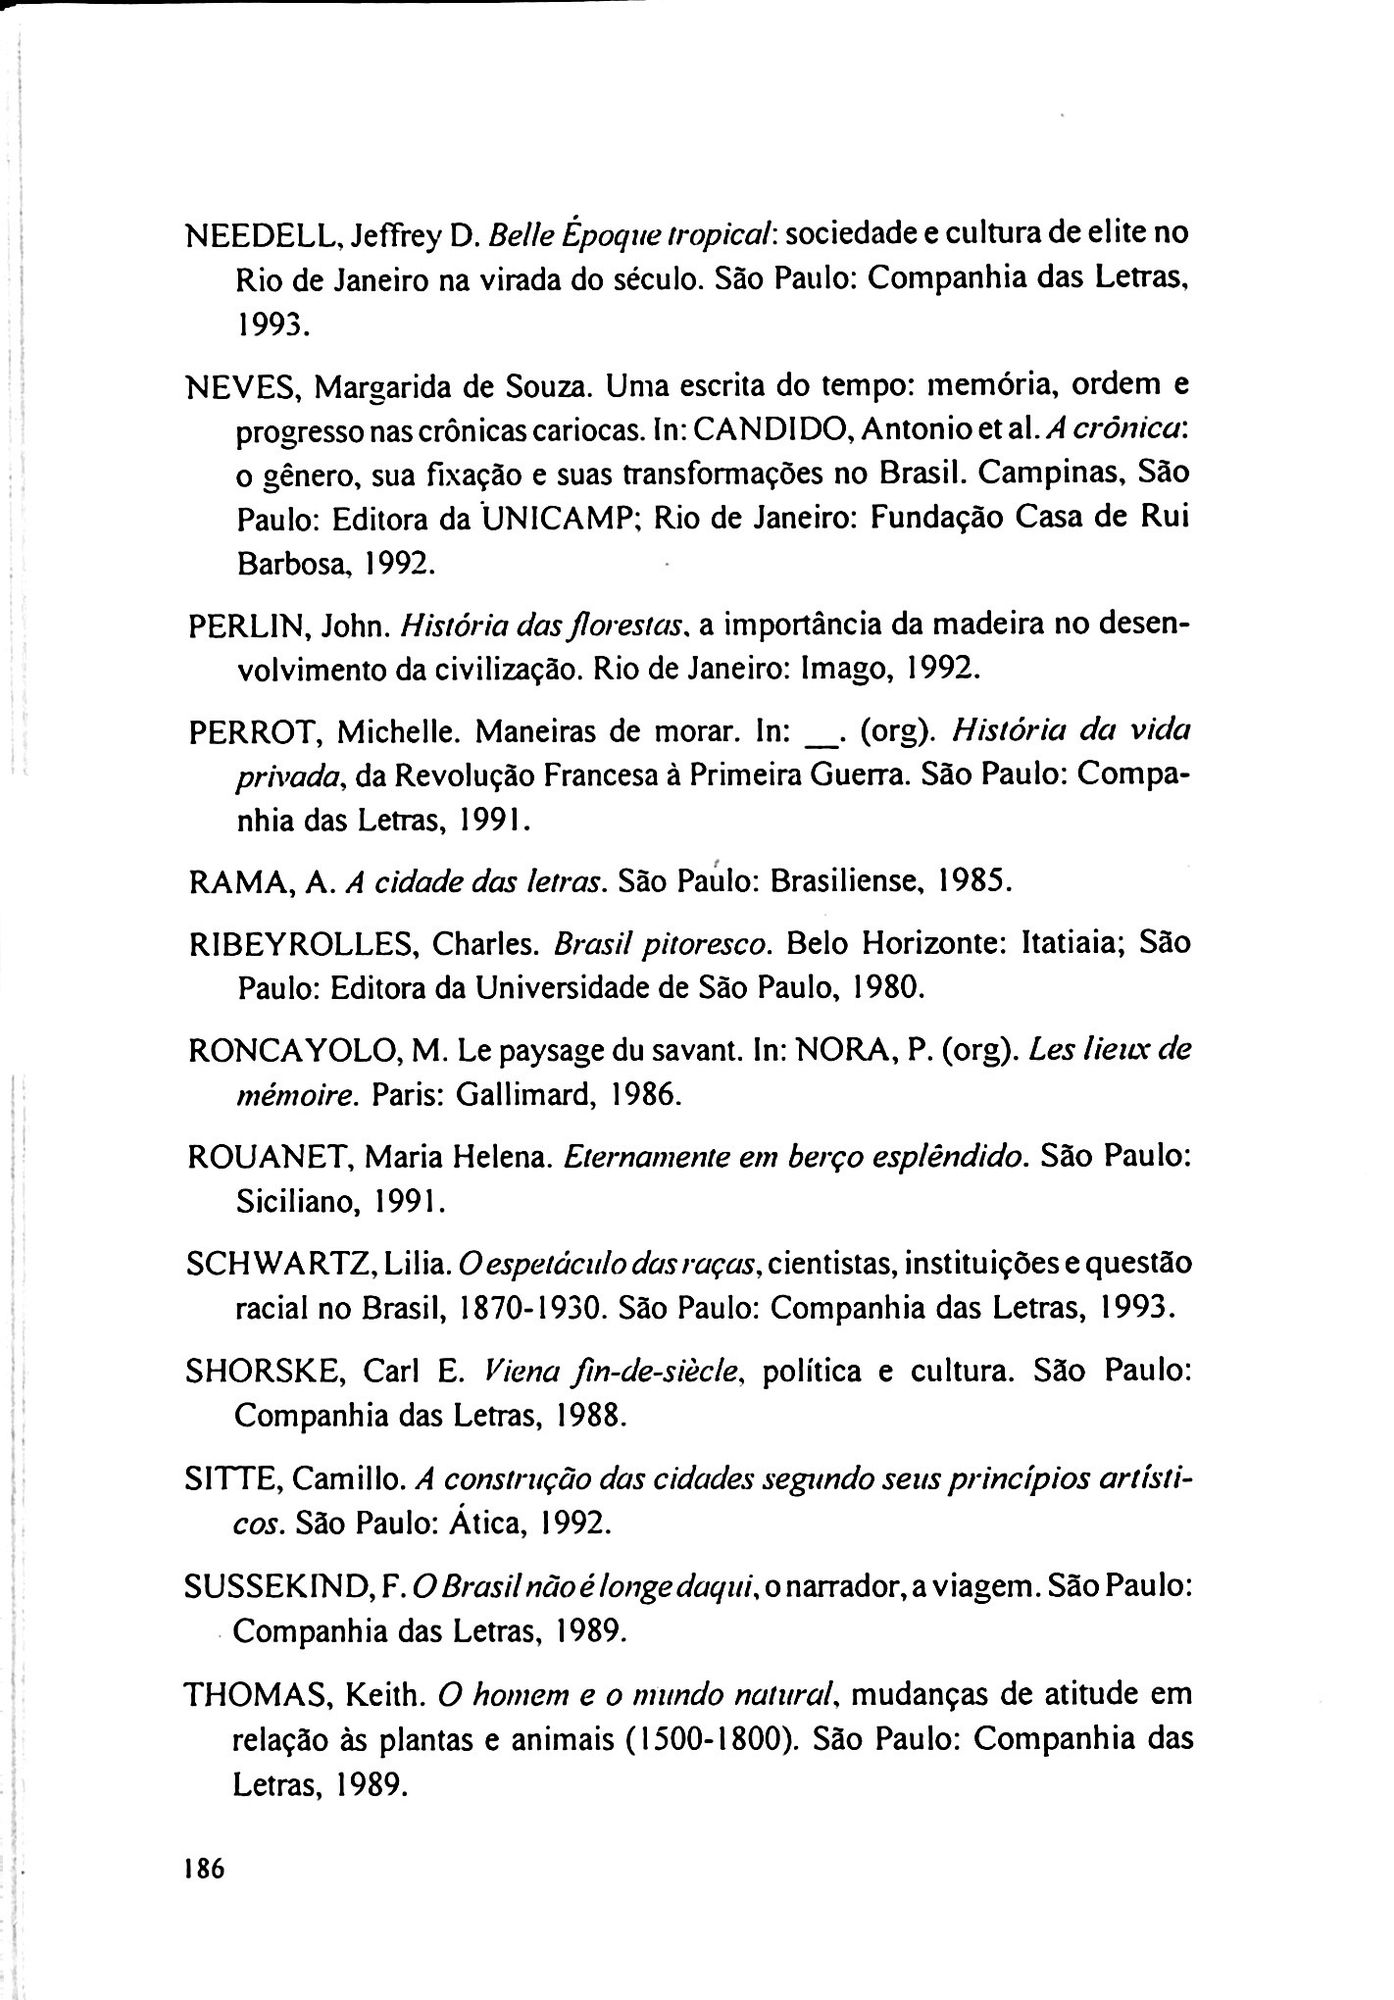 NEEDELL, Jeffrey D. Belle Époque tropical: sociedade e cultura de elite no
Rio de Janeiro na virada do século. São Paulo: Companhia das Letras,
1993.
NEVES, Margarida de Souza. Uma escrita do tempo: memória, ordem e
progresso nas crônicas cariocas. In: CANDIDO, Antonio et al. A crônica:
o gênero, sua fixação e suas transformações no Brasil. Campinas, São
Paulo: Editora da UNICAMP; Rio de Janeiro: Fundação Casa de Rui
Barbosa, 1992.
PERLIN, John. História das florestas, a importância da madeira no desen-
volvimento da civilização. Rio de Janeiro: Imago, 1992.
PERROT, Michelle. Maneiras de morar. In: __. (org). História da vida
privada, da Revolução Francesa à Primeira Guerra. São Paulo: Compa-
nhia das Letras, 1991.
RAMA, A. A cidade das letras. São Paulo: Brasiliense, 1985.
RIBEYROLLES, Charles. Brasil pitoresco. Belo Horizonte: Itatiaia; São
Paulo: Editora da Universidade de São Paulo, 1980.
RONCAYOLO, M. Le paysage du savant. In: NORA, P. (org). Les lieux de
mémoire. Paris: Gallimard, 1986.
ROUANET, Maria Helena. Eternamente em berço esplêndido. São Paulo:
Siciliano, 1991.
SCHWARTZ, Lilia. O espetáculo das raças, cientistas, instituições e questão
racial no Brasil, 1870-1930. São Paulo: Companhia das Letras, 1993.
SHORSKE, Carl E. Viena fin-de-siècle, política e cultura. São Paulo:
Companhia das Letras, 1988.
SITTE, Camillo. A construção das cidades segundo seus princípios artísti-
cos. São Paulo: Ática, 1992.
SUSSEKIND, F. O Brasil não é longe daqui, o narrador, a viagem. São Paulo:
Companhia das Letras, 1989.
THOMAS, Keith. O homem e o mundo natural, mudanças de atitude em
relação às plantas e animais (1500-1800). São Paulo: Companhia das
Letras, 1989.
186